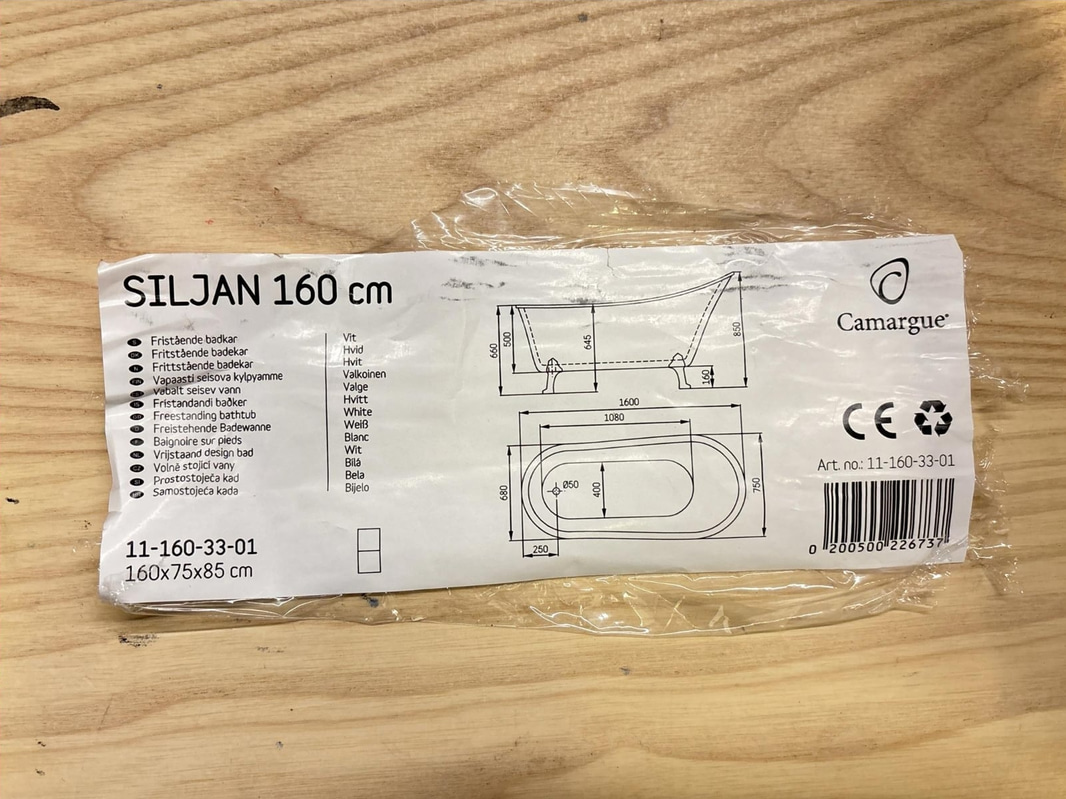 SILJAN 160 cm
S Fristående badkar
DK Fritstående badekar
N Frittstående badekar
Vapaasti seisova kylpyamme
Vabalt seisev vann
IS Fristandandi baðker
Freestanding bathtub
D Freistehende Badewanne
F Baignoire sur pieds
NL Vrijstaand design bad
CZ Volně stojící vany
Prostostoječa kad
Samostojeća kada
Vit
Hvid
Hvit
Valkoinen
Valge
Hvitt
White
Weiß
Blanc
Wit
Bílá
Bela
Bijelo
11-160-33-01
160x75x85 cm
660
500
645
850
160
1600
1080
680
Ø50
400
750
250
Camargue®
CE
Art. no.: 11-160-33-01
0 200500 226737